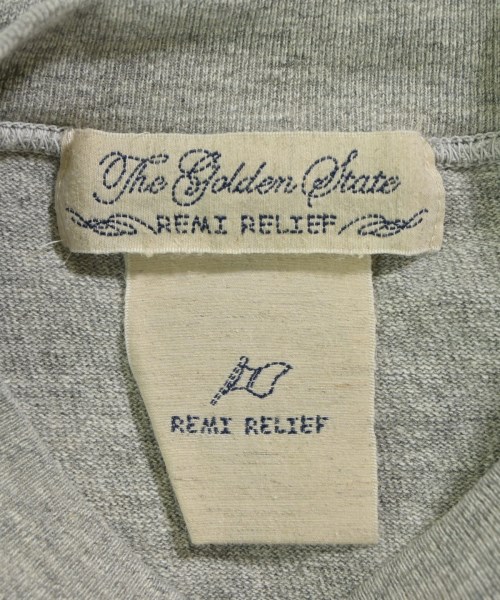 The Golden State
REMI RELIEF
REMI RELIEF